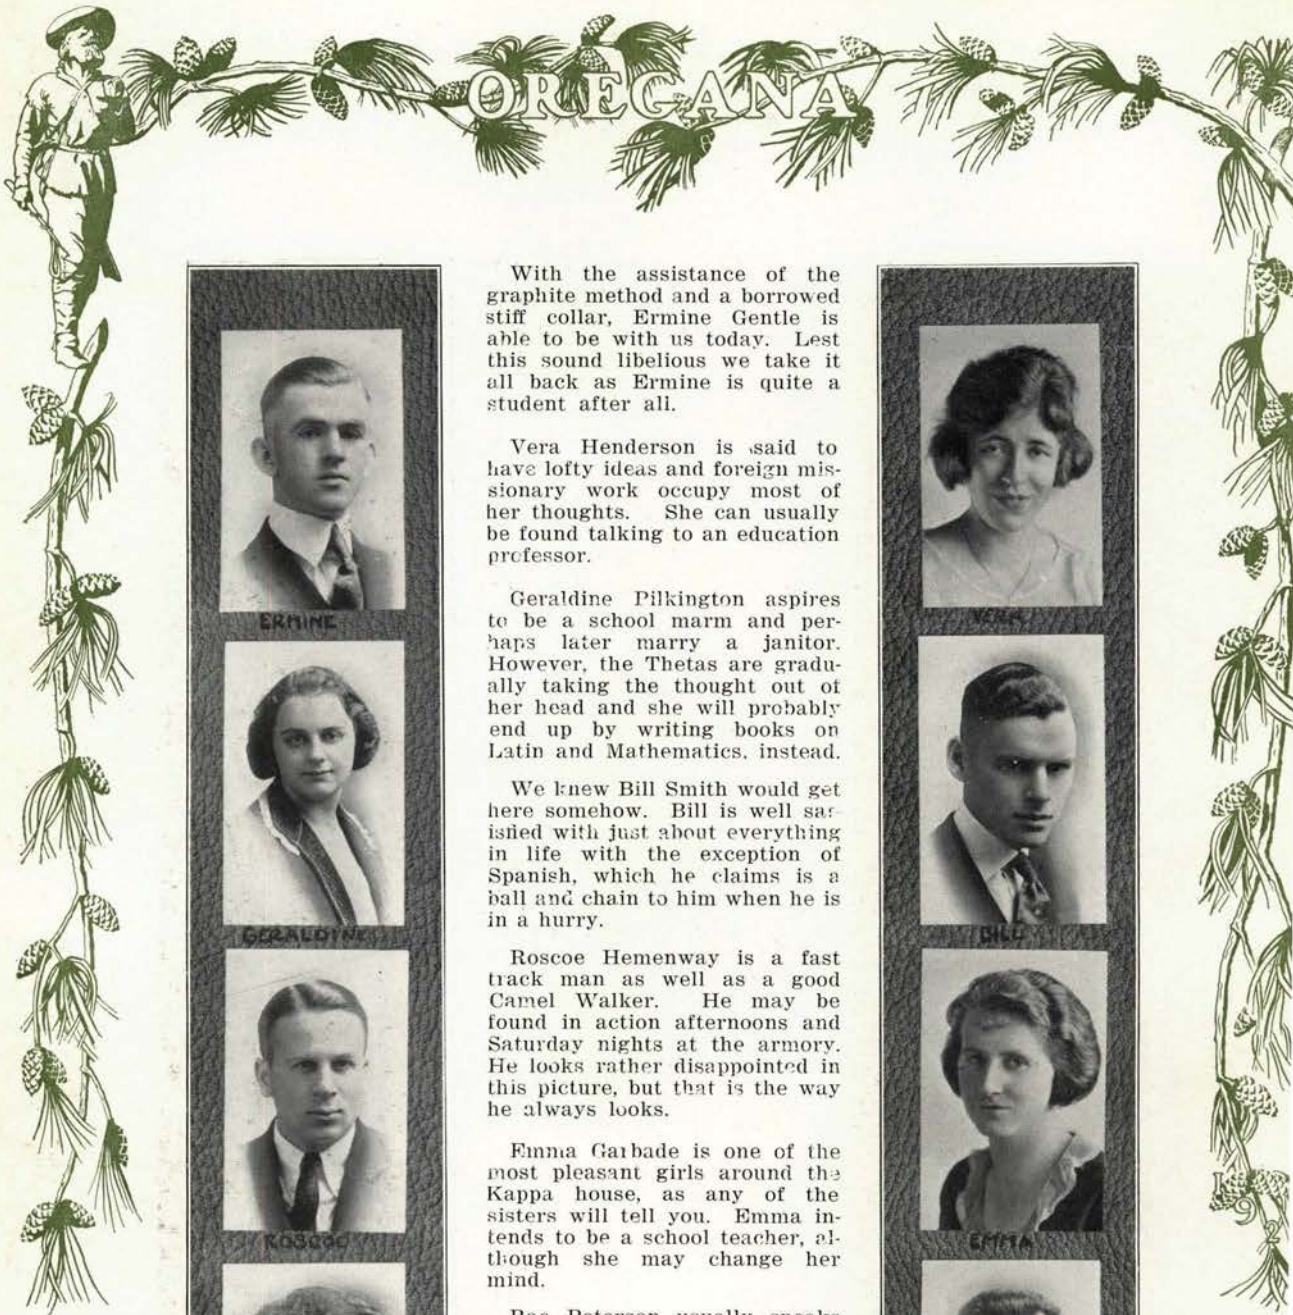 OREGANA
With the assistance of the
graphite method and a borrowed
stiff collar, Ermine Gentle is
able to be with us today. Lest
this sound libelious we take it
all back as Ermine is quite a
student after all.
Vera Henderson is said to
have lofty ideas and foreign mis-
sionary work occupy most of
her thoughts. She can usually
be found talking to an education
professor.
Geraldine Pilkington aspires
to be a school marm and per-
haps later marry a janitor.
However, the Thetas are gradu-
ally taking the thought out of
her head and she will probably
end up by writing books on
Latin and Mathematics, instead.
We knew Bill Smith would get
here somehow. Bill is well sat-
isfied with just about everything
in life with the exception of
Spanish, which he claims is a
ball and chain to him when he is
in a hurry.
Roscoe Hemenway is a fast
track man as well as a good
Camel Walker. He may be
found in action afternoons and
Saturday nights at the armory.
He looks rather disappointed in
this picture, but that is the way
he always looks.
Emma Garbade is one of the
most pleasant girls around the
Kappa house, as any of the
sisters will tell you. Emma in-
tends to be a school teacher, al-
though she may change her
mind.
ERMINE
GERALDINE
ROSCOE
VERA
BILL
EMMA
192